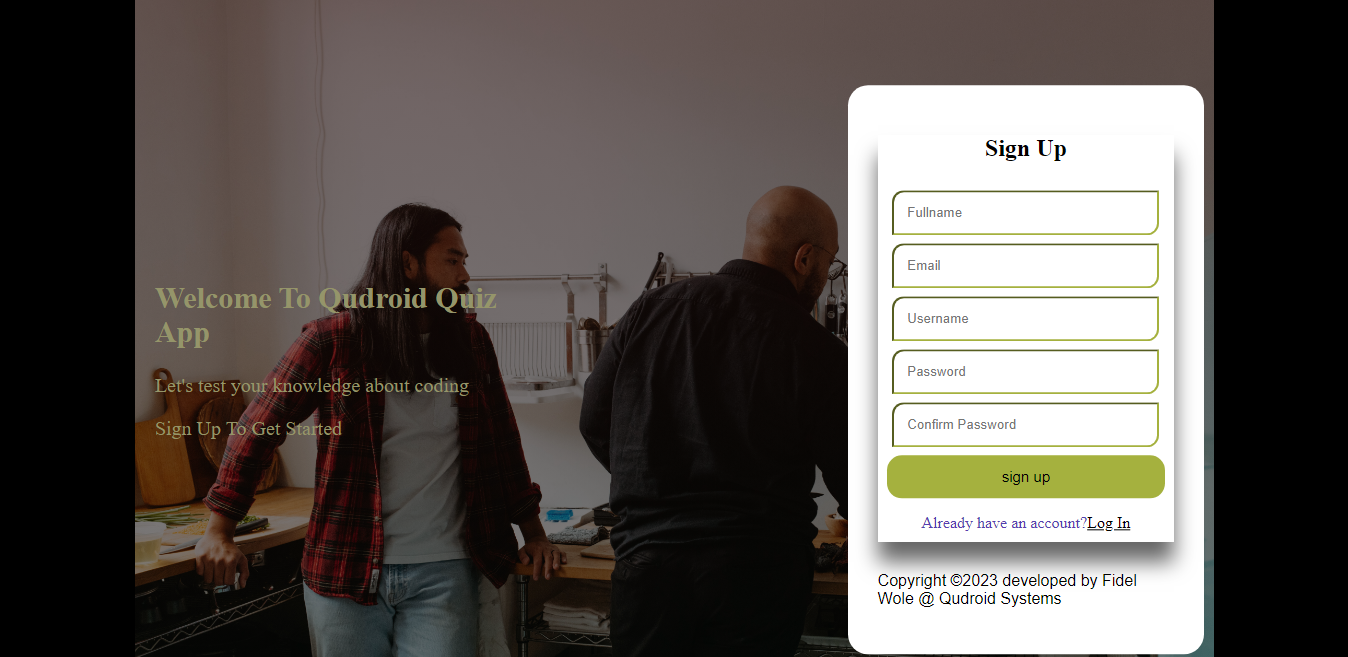 Welcome To Qudroid Quiz
App
Let's test your knowledge about coding
Sign Up To Get Started
Sign Up
Fullname
Email
Username
Password
Confirm Password
sign up
Already have an account?Log In
Copyright ©2023 developed by Fidel
Wole @ Qudroid Systems